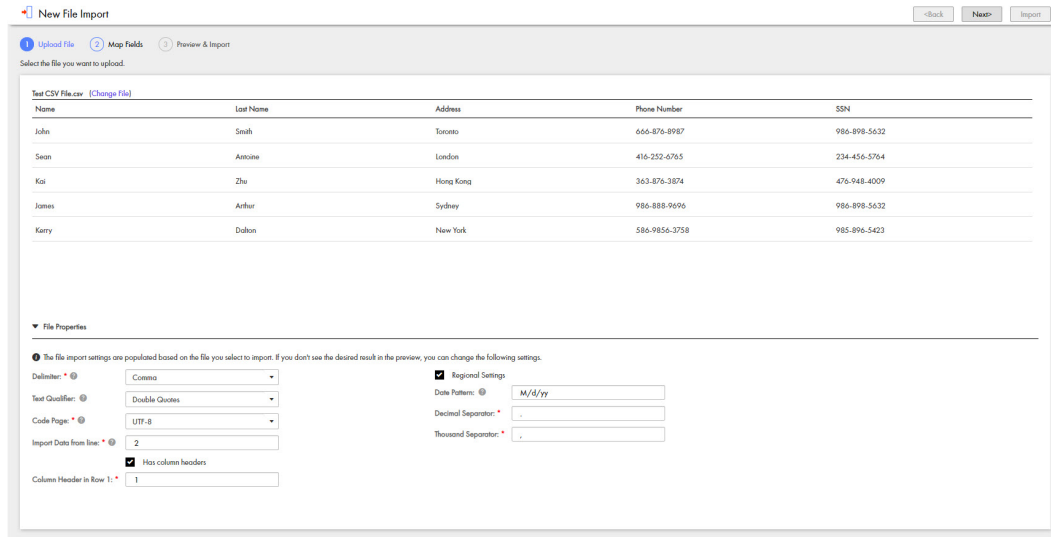 New File Import
<Back Next> Import
1 Upload File 2 Map Fields 3 Preview & Import
Select the file you want to upload.
Test CSV File.csv (Change File)
Name Last Name Address Phone Number SSN
John Smith Toronto 666-876-8987 986-898-5632
Sean Antoine London 416-252-6765 234-456-5764
Kai Zhu Hong Kong 363-876-3874 476-948-4009
James Arthur Sydney 986-888-9696 986-898-5632
Kerry Dalton New York 586-9856-3758 985-896-5423
File Properties
The file import settings are populated based on the file you select to import. If you don't see the desired result in the preview, you can change the following settings.
Delimiter: * Comma
Text Qualifier: Double Quotes
Code Page: * UTF-8
Import Data from line: * 2
Has column headers
Column Header in Row 1: * 1
Regional Settings
Date Pattern: M/d/yy
Decimal Separator: * .
Thousand Separator: * ,